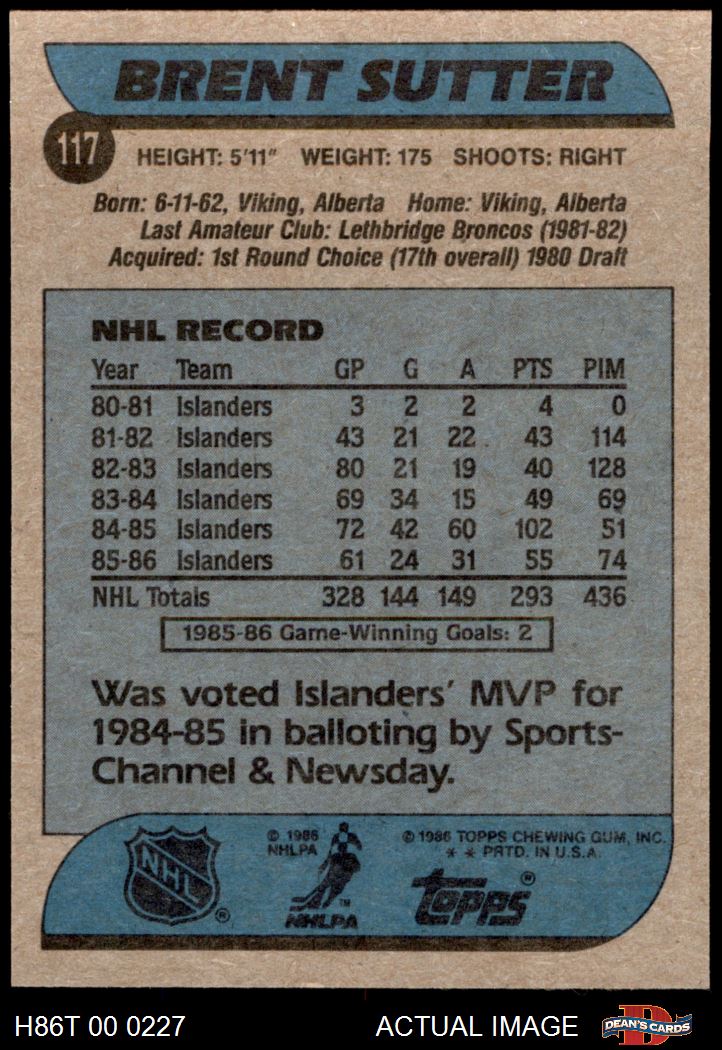 BRENT SUTTER
117
HEIGHT: 5'11" WEIGHT: 175 SHOOTS: RIGHT
Born: 6-11-62, Viking, Alberta Home: Viking, Alberta
Last Amateur Club: Lethbridge Broncos (1981-82)
Acquired: 1st Round Choice (17th overall) 1980 Draft
NHL RECORD
Year Team GP G A PTS PIM
80-81 Islanders 3 2 2 4 0
81-82 Islanders 43 21 22 43 114
82-83 Islanders 80 21 19 40 128
83-84 Islanders 69 34 15 49 69
84-85 Islanders 72 42 60 102 51
85-86 Islanders 61 24 31 55 74
NHL Totals 328 144 149 293 436
1985-86 Game-Winning Goals: 2
Was voted Islanders' MVP for
1984-85 in balloting by Sports-
Channel & Newsday.
NHL ®
© 1986
NHLPA
TM
NHLPA
© 1986 TOPPS CHEWING GUM, INC.
* * PRTD. IN U.S.A.
topps ®
H86T 00 0227 ACTUAL IMAGE
D
DEAN'S CARDS